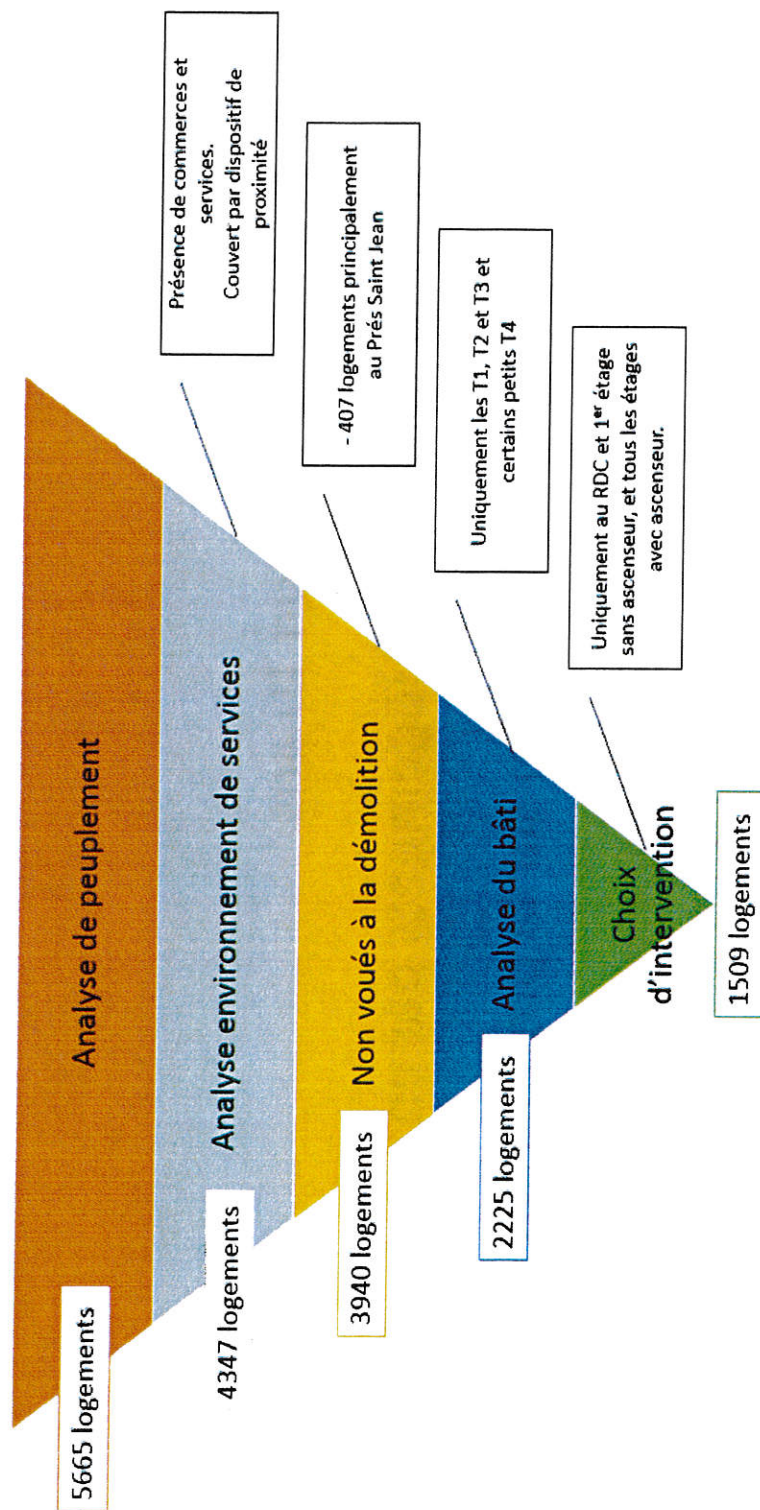 5665 logements
Analyse de peuplement
4347 logements
Analyse environnement de services
Présence de commerces et
services.
Couvert par dispositif de
proximité
3940 logements
Non voués à la démolition
- 407 logements principalement
au Prés Saint Jean
2225 logements
Analyse du bâti
Uniquement les T1, T2 et T3 et
certains petits T4
Choix
d'intervention
Uniquement au RDC et 1er étage
sans ascenseur, et tous les étages
avec ascenseur.
1509 logements